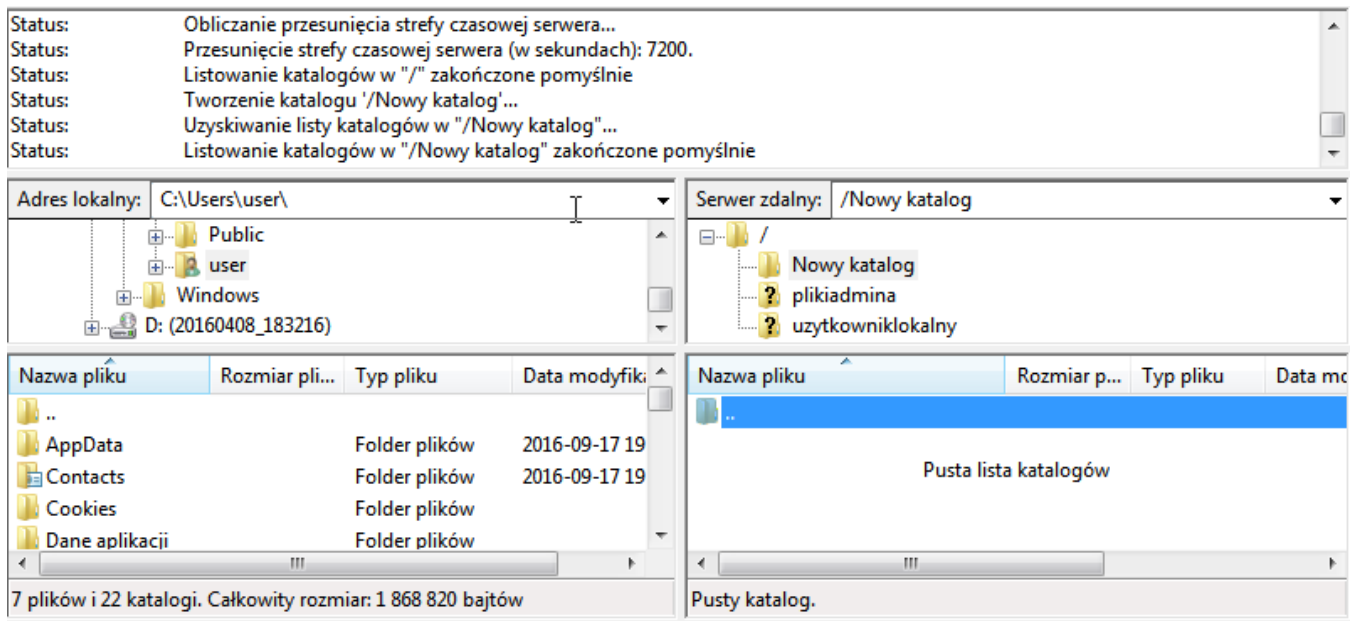 Status: Obliczanie przesunięcia strefy czasowej serwera...
Status: Przesunięcie strefy czasowej serwera (w sekundach): 7200.
Status: Listowanie katalogów w "/" zakończone pomyślnie
Status: Tworzenie katalogu '/Nowy katalog'...
Status: Uzyskiwanie listy katalogów w "/Nowy katalog"...
Status: Listowanie katalogów w "/Nowy katalog" zakończone pomyślnie
Adres lokalny: C:\Users\user\
Public
user
Windows
D: (20160408_183216)
Serwer zdalny: /Nowy katalog
/
Nowy katalog
? plikiadmina
? uzytkowniklokalny
Nazwa pliku Rozmiar pli... Typ pliku Data modyfika
..
AppData Folder plików 2016-09-17 19
Contacts Folder plików 2016-09-17 19
Cookies Folder plików
Dane aplikacji Folder plików
7 plików i 22 katalogi. Całkowity rozmiar: 1 868 820 bajtów
Nazwa pliku Rozmiar p... Typ pliku Data mo
..
Pusta lista katalogów
Pusty katalog.